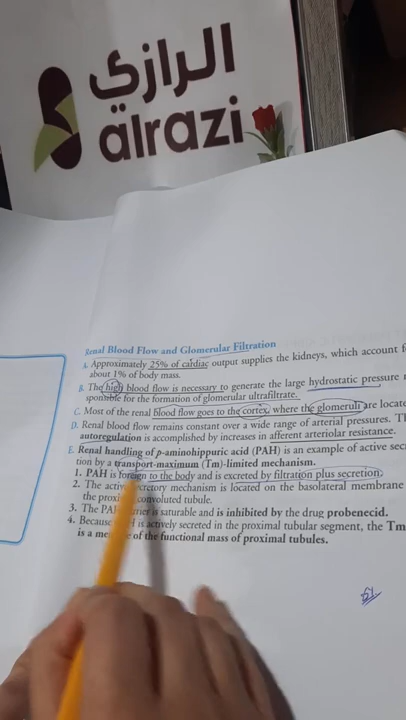 الرازي
alrazi
Renal Blood Flow and Glomerular Filtration
A. Approximately 25% of cardiac output supplies the kidneys, which account f
about 1% of body mass.
B. The high blood flow is necessary to generate the large hydrostatic pressure
sponsible for the formation of glomerular ultrafiltrate.
C. Most of the renal blood flow goes to the cortex, where the glomeruli are locate
D. Renal blood flow remains constant over a wide range of arterial pressures. Th
autoregulation is accomplished by increases in afferent arteriolar resistance.
E. Renal handling of p-aminohippuric acid (PAH) is an example of active sec
tion by a transport-maximum (Tm)-limited mechanism.
1. PAH is foreign to the body and is excreted by filtration plus secretion.
2. The activ cretory mechanism is located on the basolateral membrane
the prox convoluted tubule.
3. The PA rier is saturable and is inhibited by the drug probenecid.
4. Because H is actively secreted in the proximal tubular segment, the Tm
is a me e of the functional mass of proximal tubules.